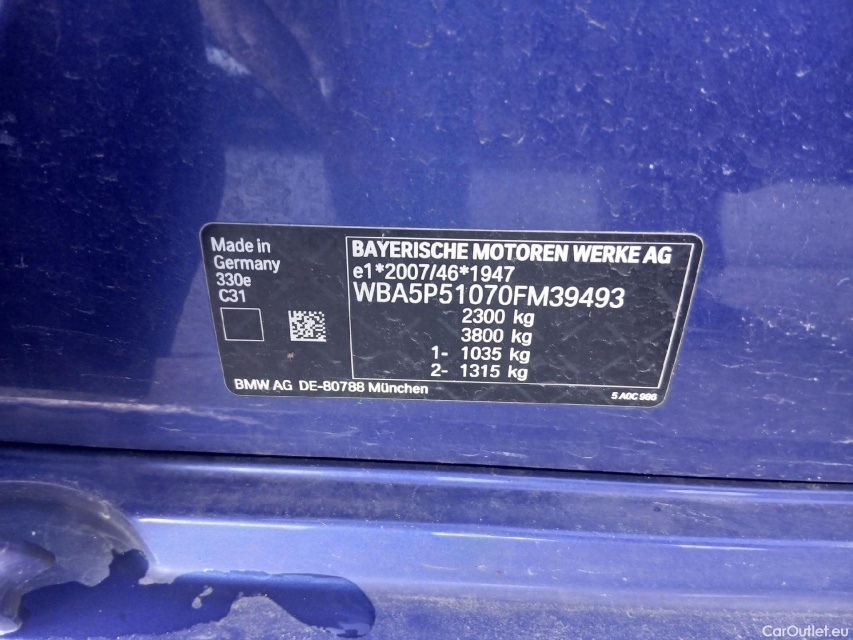 Made in
Germany
330e
C31
BAYERISCHE MOTOREN WERKE AG
e1*2007/46*1947
WBA5P51070FM39493
2300 kg
3800 kg
1- 1035 kg
2- 1315 kg
BMW AG DE-80788 München
5 A0C 986
CarOutlet.eu